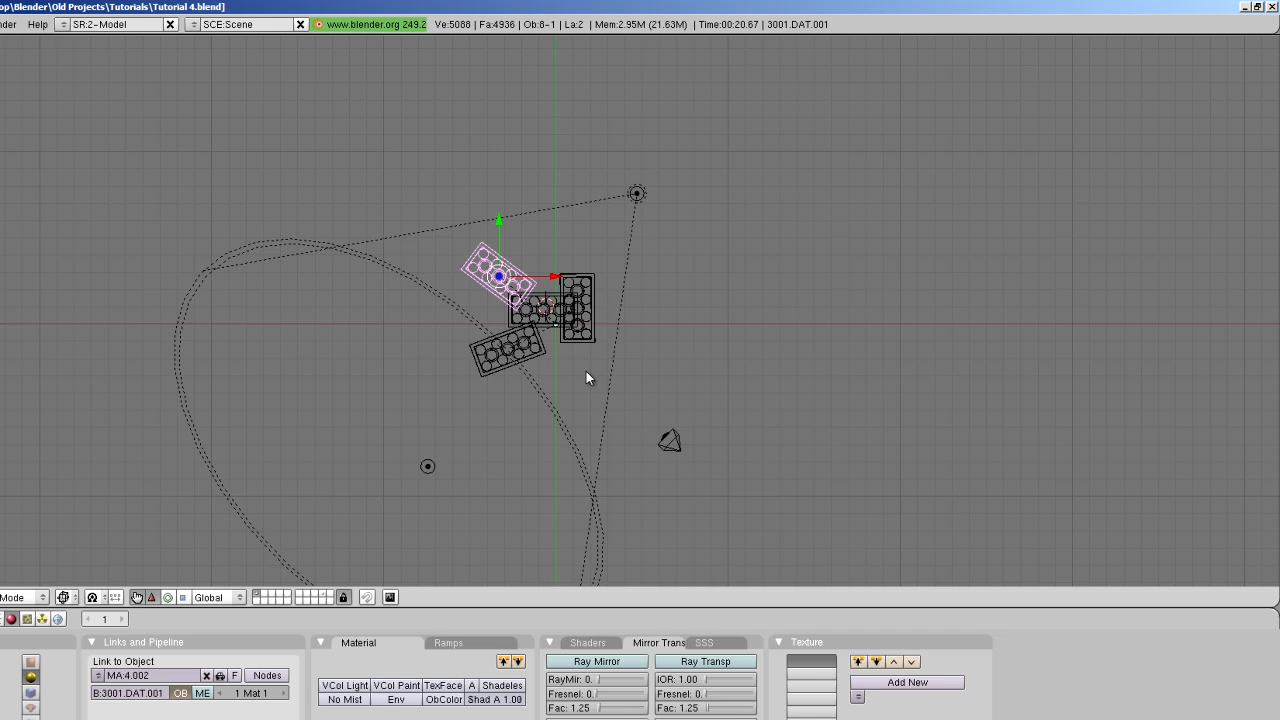 op\Blender\Old Projects\Tutorials\Tutorial 4.blend]
nder Help SR:2-Model SCE:Scene www.blender.org 249.2 Ve:5066 | Fa:4936 | Ob:6-1 | La:2 | Mem:2.95M (21.63M) | Time:00:20.67 | 3001.DAT.001
Mode Global
1
Links and Pipeline Material Ramps Shaders Mirror Trans SSS Texture
Link to Object
MA:4.002 F Nodes
B:3001.DAT.001 OB ME 1 Mat 1
VCol Light VCol Paint TexFace A Shadeles
No Mist Env ObColor Shad A 1.00
Ray Mirror Ray Transp
RayMir: 0. IOR: 1.00
Fresnel: 0. Fresnel: 0.
Fac: 1.25 Fac: 1.25
Add New